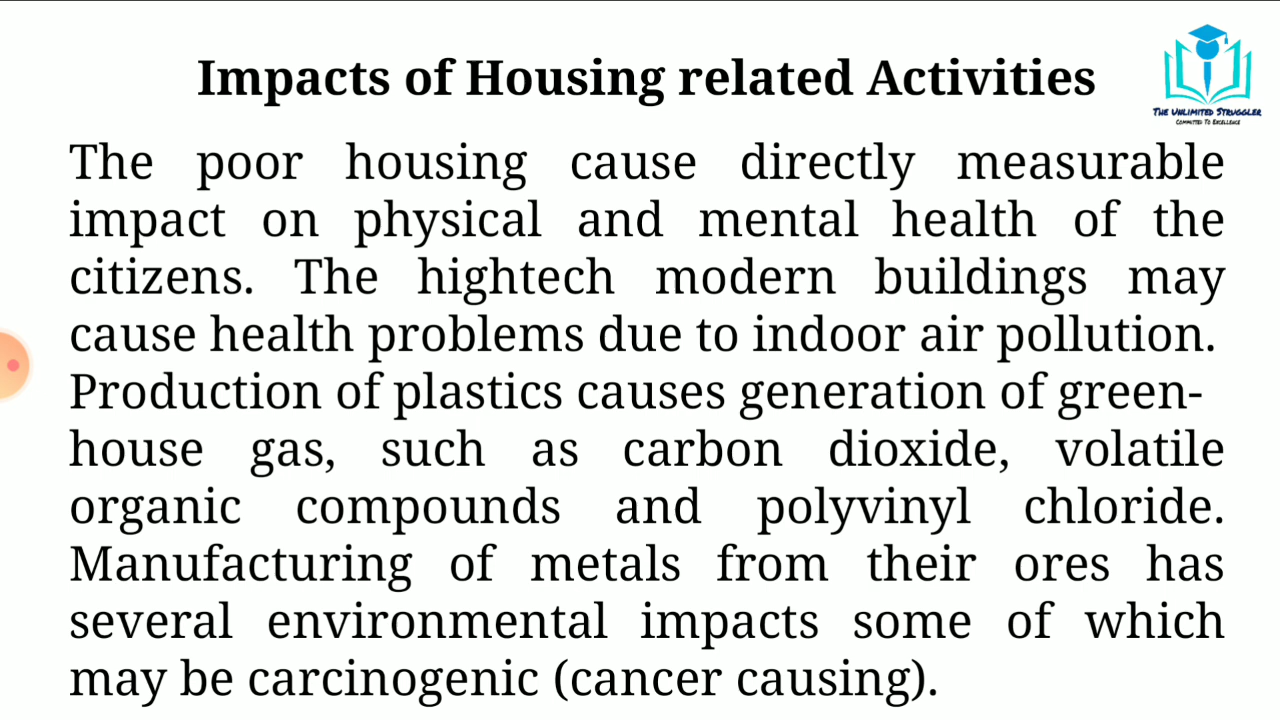 Impacts of Housing related Activities
THE UNLIMITED STRUGGLER
COMMITTED TO EXCELLENCE
The poor housing cause directly measurable
impact on physical and mental health of the
citizens. The hightech modern buildings may
cause health problems due to indoor air pollution.
Production of plastics causes generation of green-
house gas, such as carbon dioxide, volatile
organic compounds and polyvinyl chloride.
Manufacturing of metals from their ores has
several environmental impacts some of which
may be carcinogenic (cancer causing).